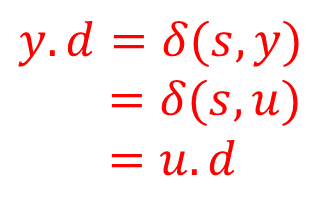 y.d = δ(s,y)
= δ(s,u)
= u.d